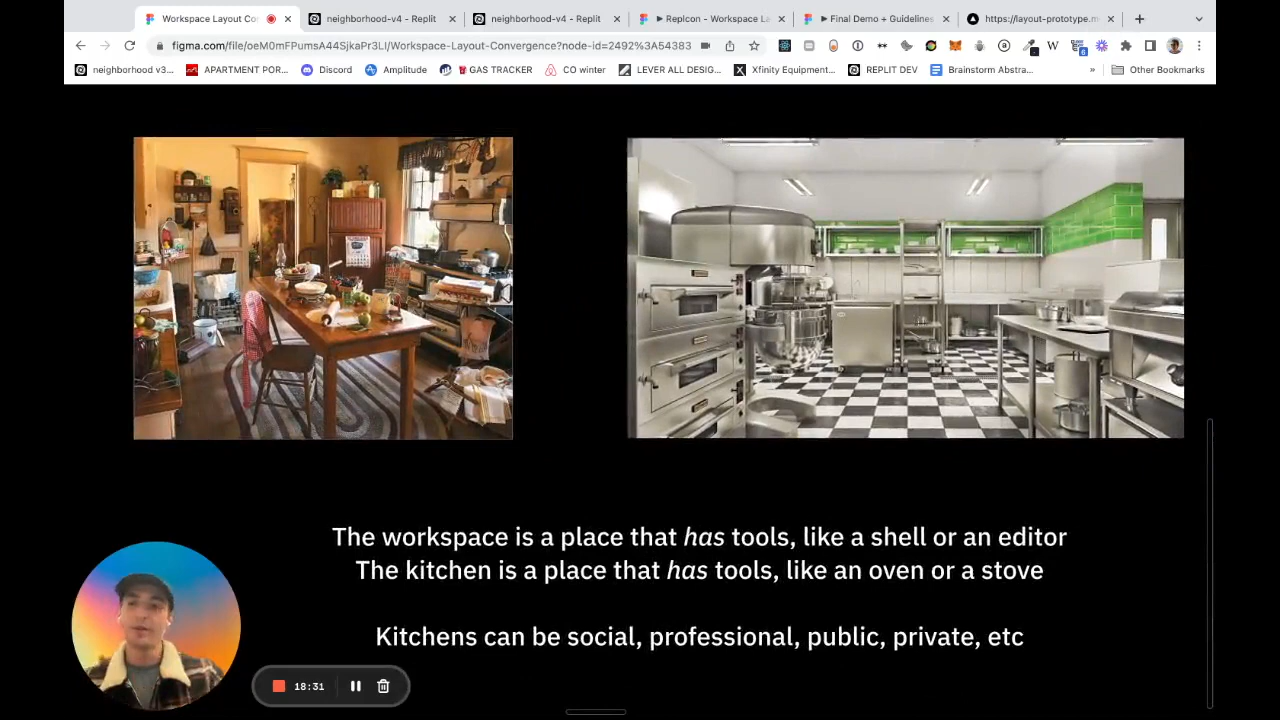 Workspace Layout Co
neighborhood-v4 - Replit
neighborhood-v4 - Replit
Replcon - Workspace La
Final Demo + Guidelines
https://layout-prototype.m
figma.com/file/oeM0mFPumsA44SjkaPr3LI/Workspace-Layout-Convergence?node-id=2492%3A54383
neighborhood v3...
APARTMENT POR...
Discord
Amplitude
GAS TRACKER
CO winter
LEVER ALL DESIG...
Xfinity Equipment...
REPLIT DEV
Brainstorm Abstra...
»
Other Bookmarks
The workspace is a place that has tools, like a shell or an editor
The kitchen is a place that has tools, like an oven or a stove
Kitchens can be social, professional, public, private, etc
18:31